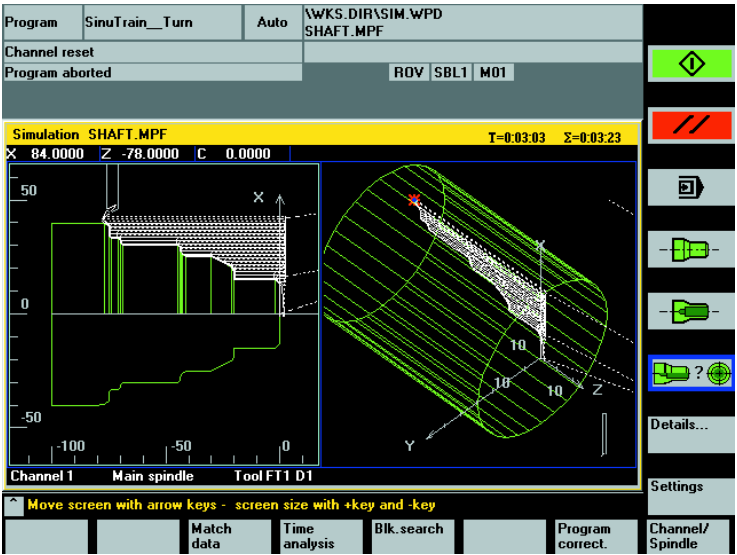 Program SinuTrain__Turn Auto \WKS.DIR\SIM.WPD
SHAFT.MPF
Channel reset
Program aborted ROV SBL1 M01
Simulation SHAFT.MPF T=0:03:03 Σ=0:03:23
X 84.0000 Z -78.0000 C 0.0000
50
X
0
-50
-100 -50 0
X
10
10
10
Z
Y
Channel 1 Main spindle Tool FT1 D1
^ Move screen with arrow keys - screen size with +key and -key
?
Details...
Settings
Match data
Time analysis
Blk.search
Program correct.
Channel/ Spindle